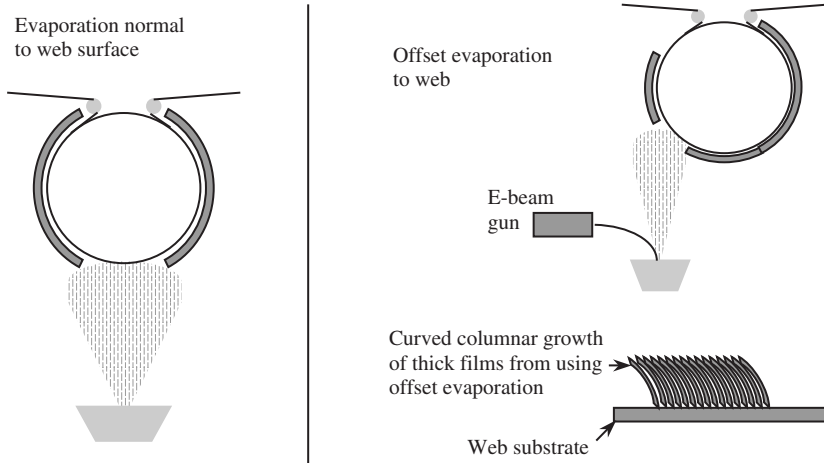 Evaporation normal
to web surface
Offset evaporation
to web
E-beam
gun
Curved columnar growth
of thick films from using
offset evaporation
Web substrate